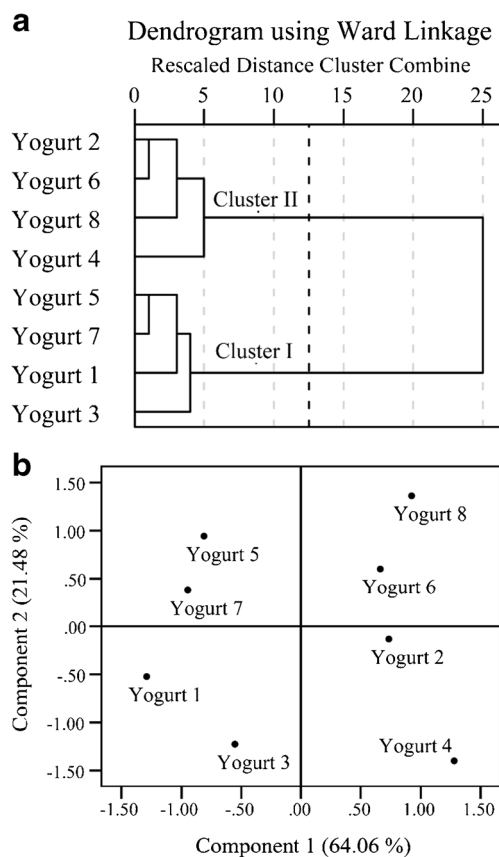 a
Dendrogram using Ward Linkage
Rescaled Distance Cluster Combine
0 5 10 15 20 25
Yogurt 2
Yogurt 6
Yogurt 8
Yogurt 4
Yogurt 5
Yogurt 7
Yogurt 1
Yogurt 3
Cluster II
Cluster I
b
Component 2 (21.48 %)
1.50
1.00
.50
.00
-.50
-1.00
-1.50
Yogurt 8
Yogurt 5
Yogurt 6
Yogurt 7
Yogurt 2
Yogurt 1
Yogurt 4
Yogurt 3
-1.50 -1.00 -.50 .00 .50 1.00 1.50
Component 1 (64.06 %)